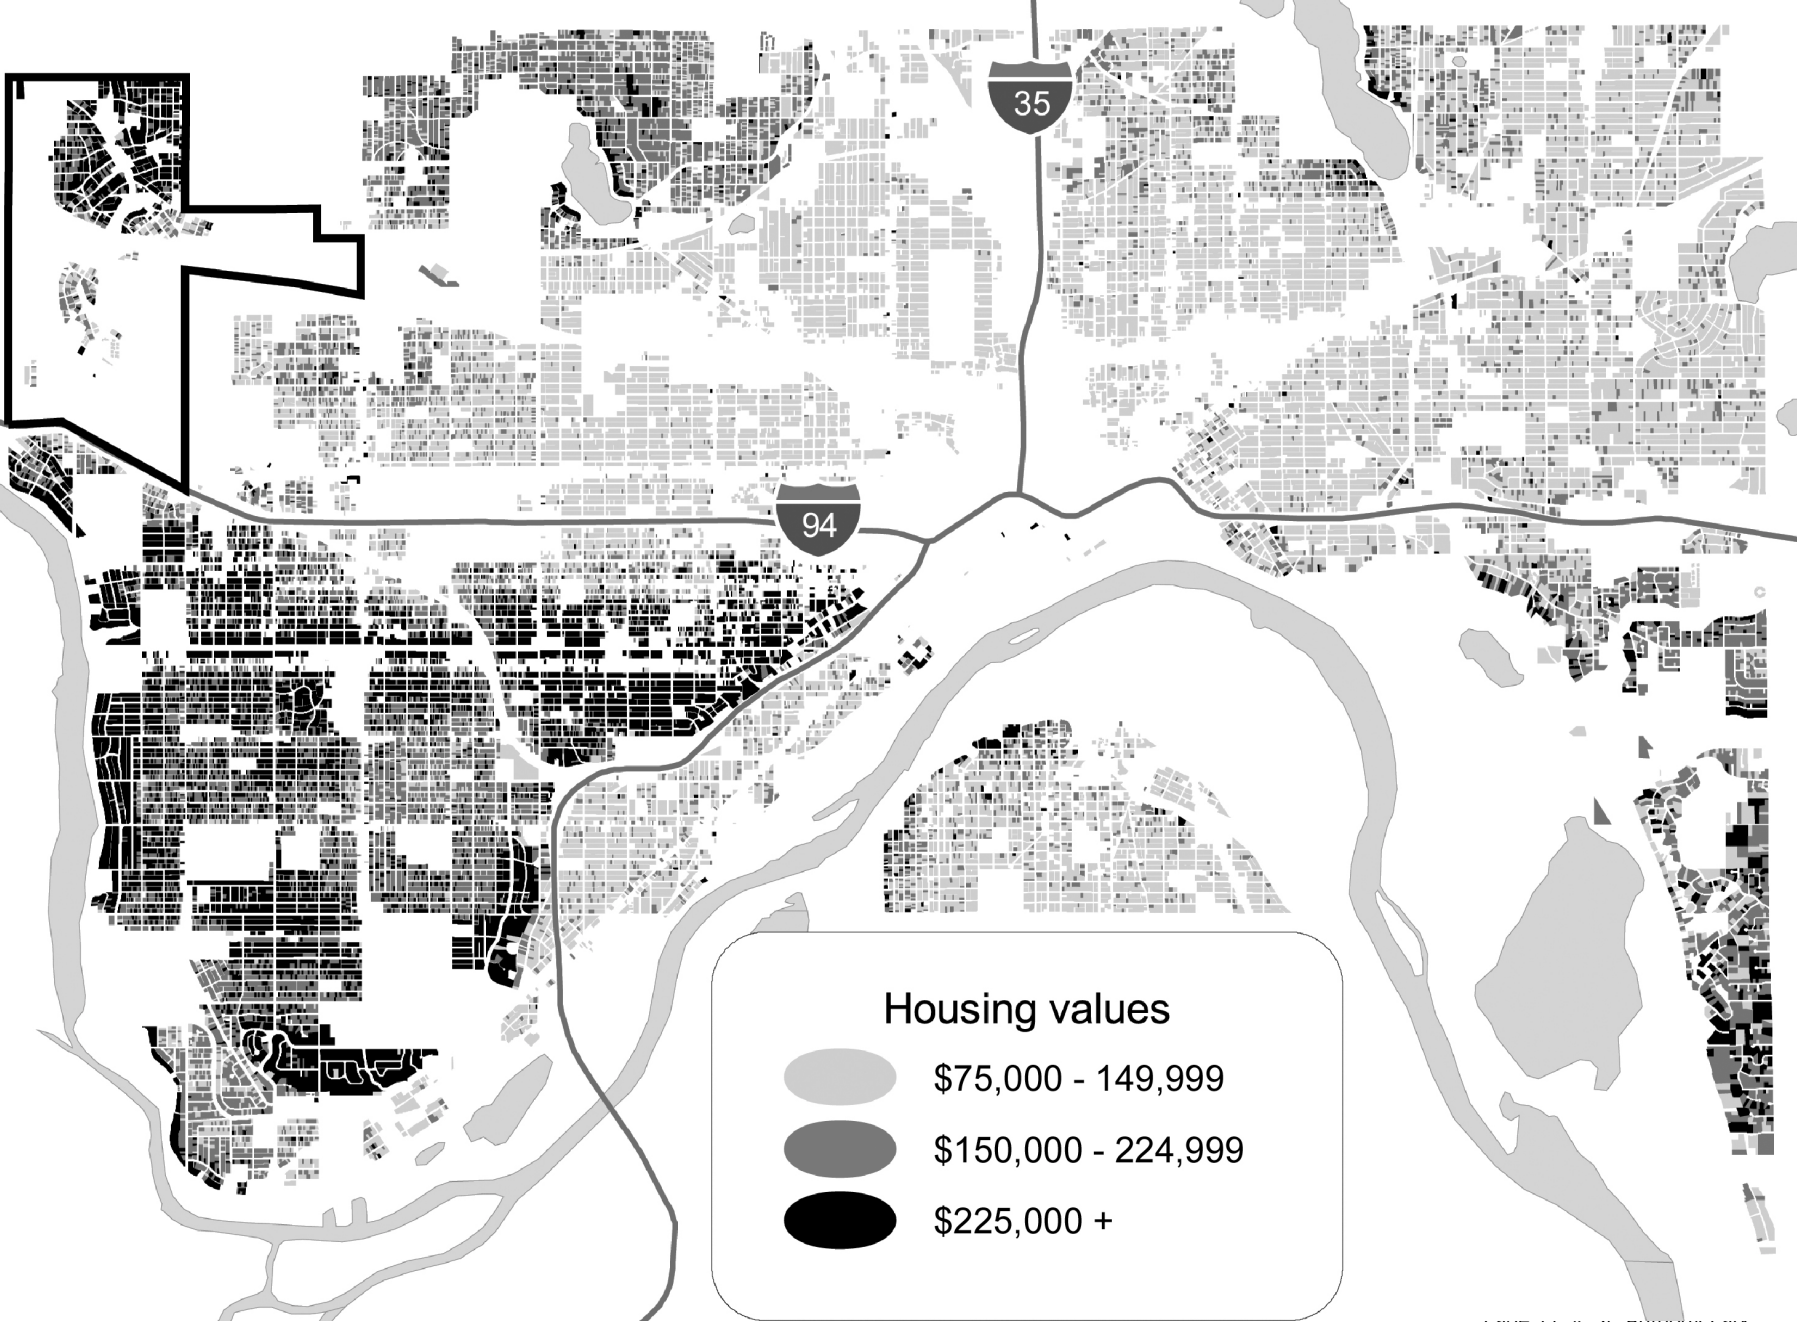 35
94
Housing values
$75,000 - 149,999
$150,000 - 224,999
$225,000 +